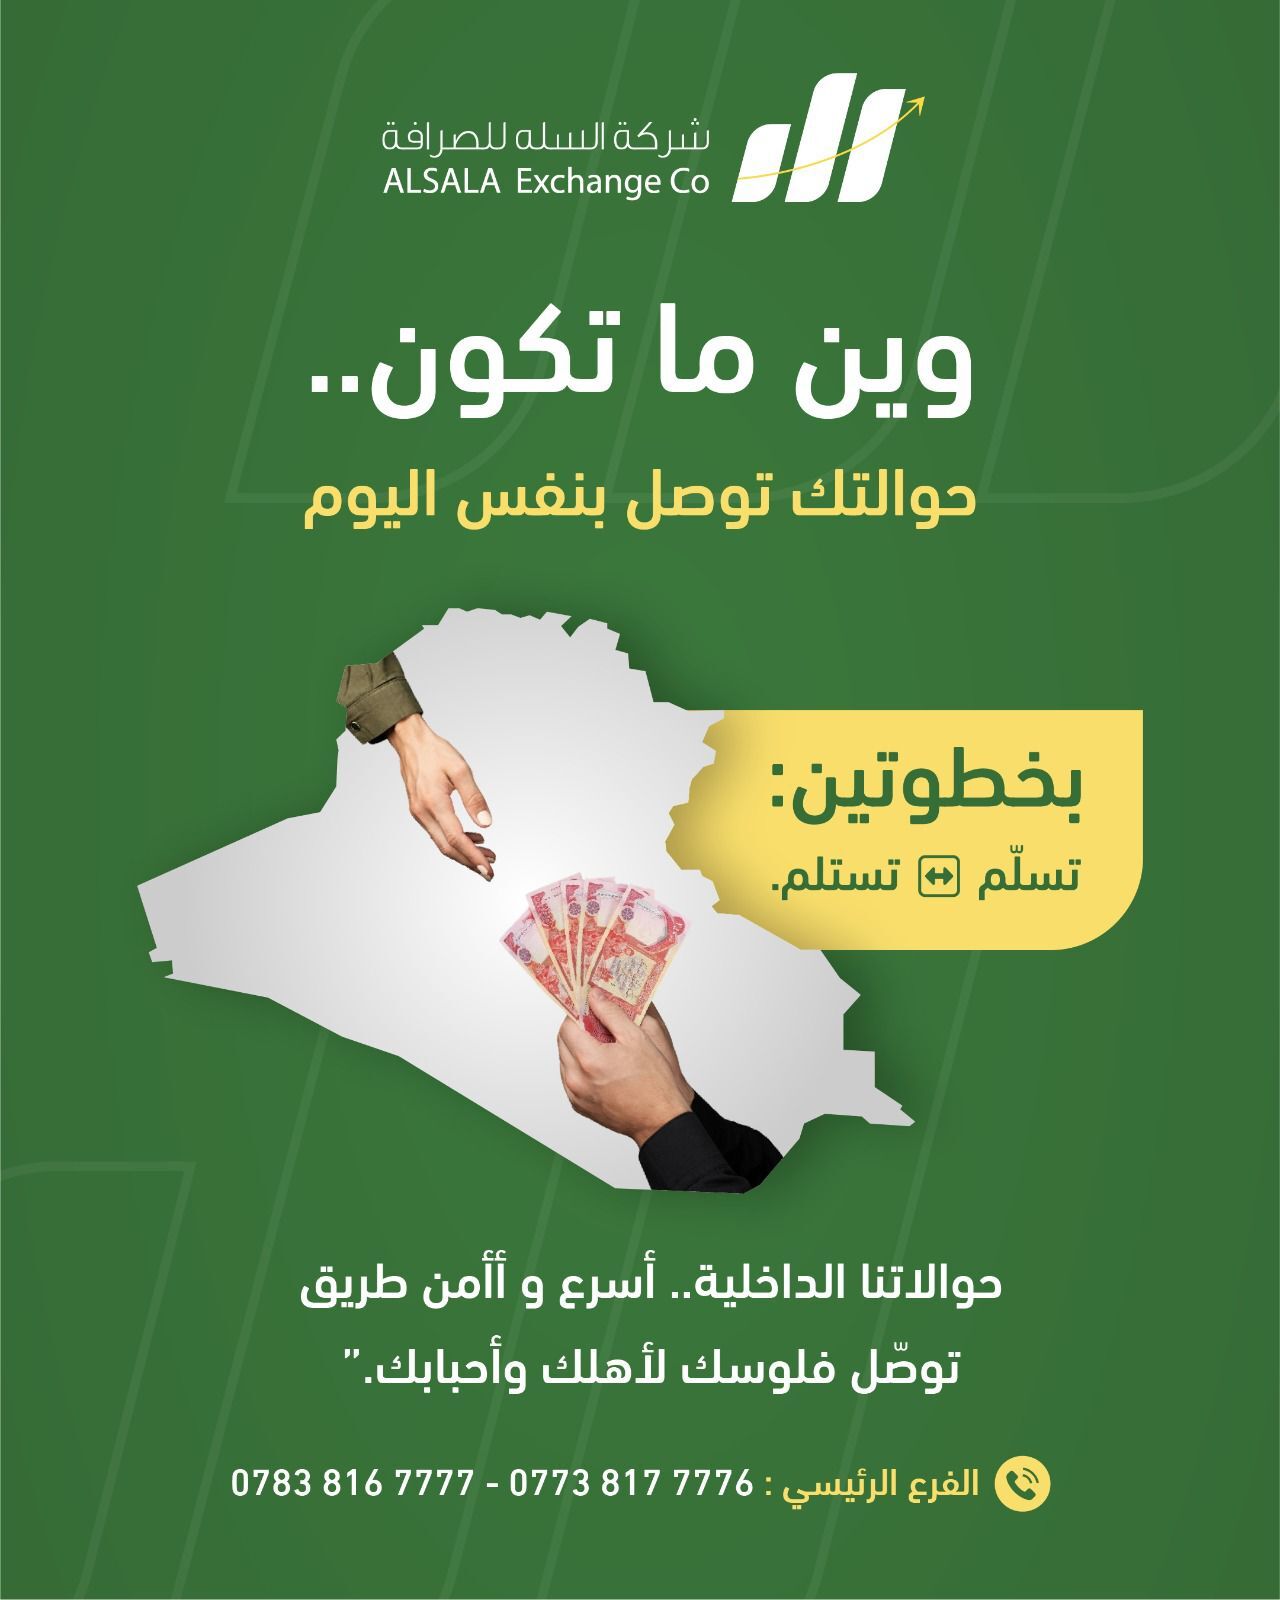 شركة السله للصرافة
ALSALA Exchange Co
وين ما تكون..
حوالتك توصل بنفس اليوم
بخطوتين:
تسلّم ↔ تستلم.
حوالاتنا الداخلية.. أسرع و أأمن طريق
توصّل فلوسك لأهلك وأحبابك.”
الفرع الرئيسي : 0773 817 7776 - 0783 816 7777